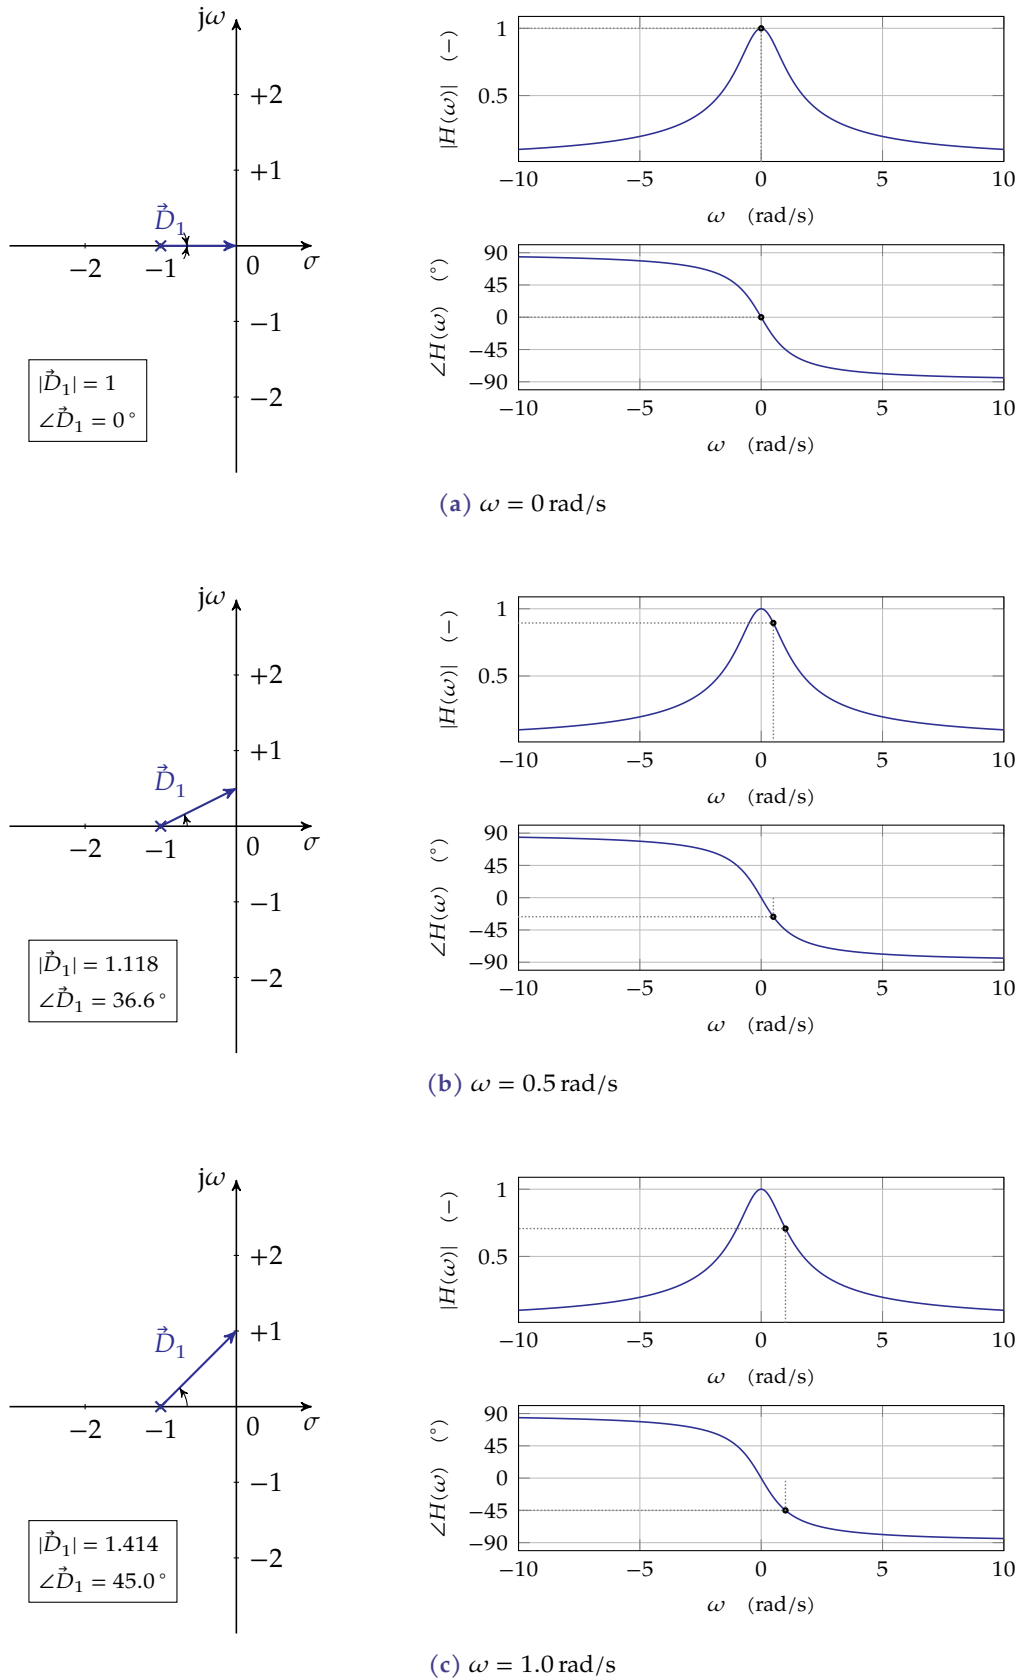 jω
+2
+1
D⃗₁
−2 −1 0 σ
−1
−2
|D⃗₁| = 1
∠D⃗₁ = 0°
|H(ω)| (−)
1
0.5
−10 −5 0 5 10
ω (rad/s)
∠H(ω) (°)
90
45
0
−45
−90
−10 −5 0 5 10
ω (rad/s)
(a) ω = 0 rad/s
jω
+2
+1
D⃗₁
−2 −1 0 σ
−1
−2
|D⃗₁| = 1.118
∠D⃗₁ = 36.6°
|H(ω)| (−)
1
0.5
−10 −5 0 5 10
ω (rad/s)
∠H(ω) (°)
90
45
0
−45
−90
−10 −5 0 5 10
ω (rad/s)
(b) ω = 0.5 rad/s
jω
+2
+1
D⃗₁
−2 −1 0 σ
−1
−2
|D⃗₁| = 1.414
∠D⃗₁ = 45.0°
|H(ω)| (−)
1
0.5
−10 −5 0 5 10
ω (rad/s)
∠H(ω) (°)
90
45
0
−45
−90
−10 −5 0 5 10
ω (rad/s)
(c) ω = 1.0 rad/s